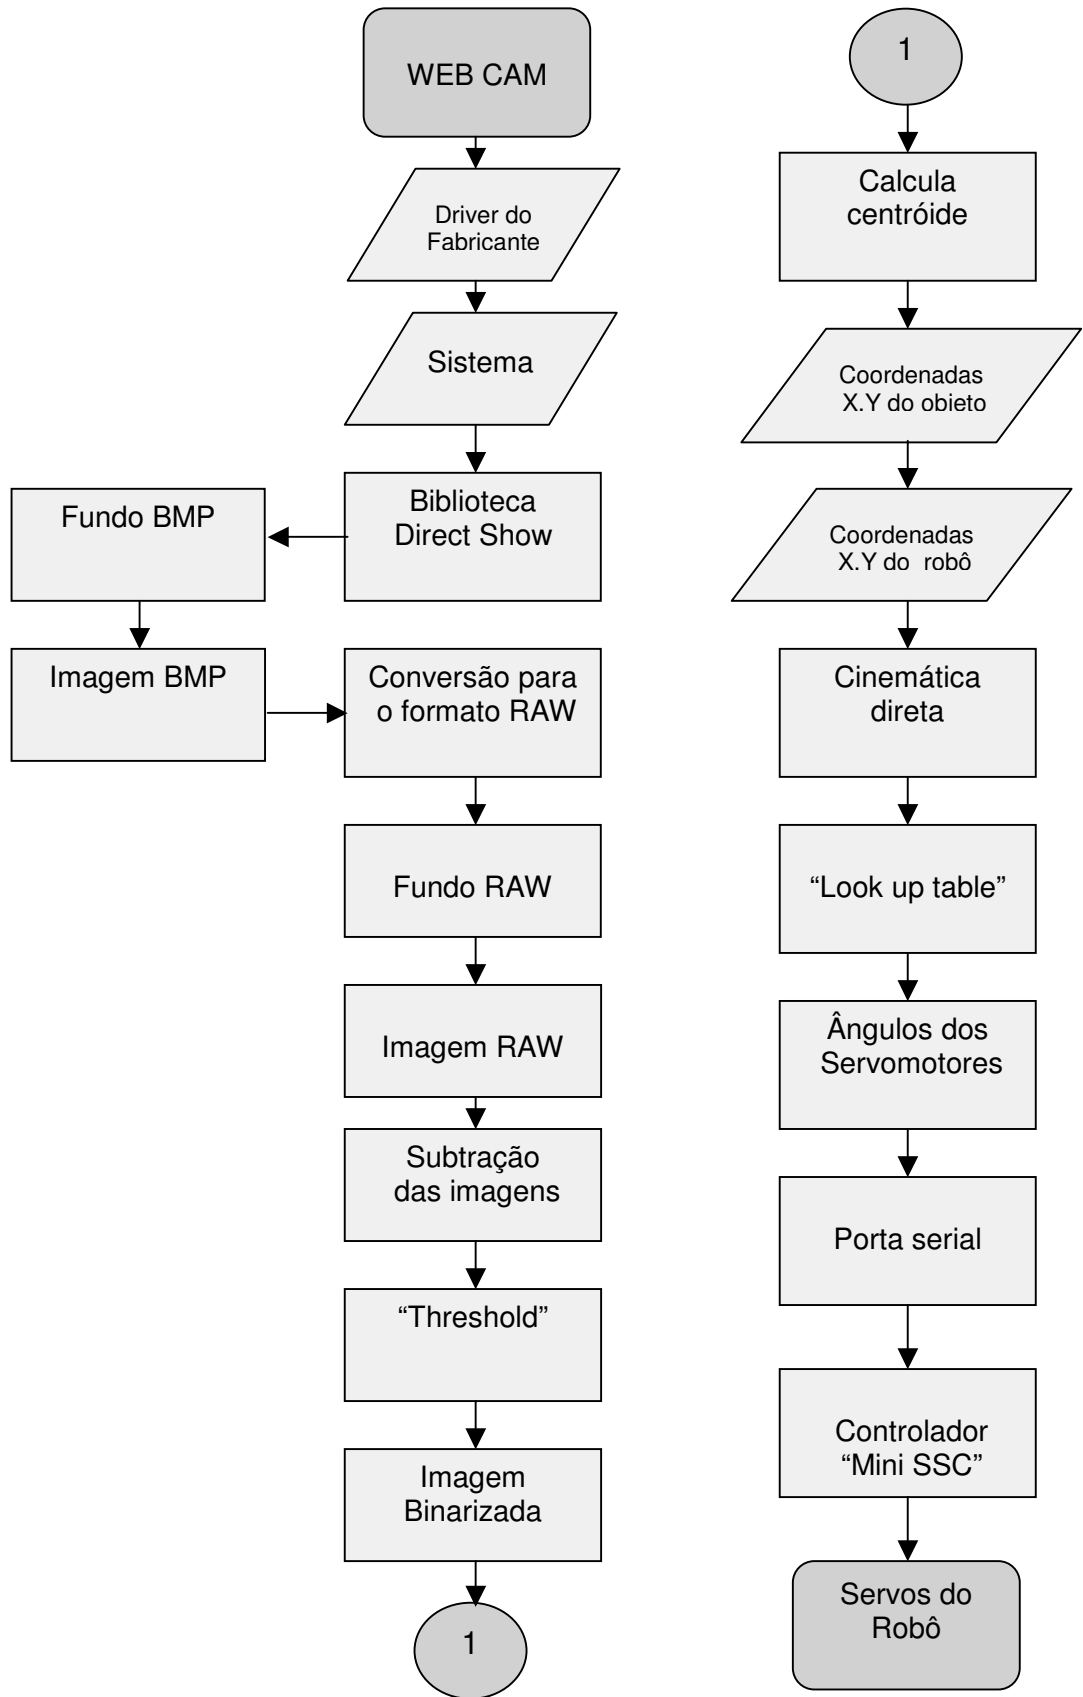 WEB CAM
Driver do
Fabricante
Sistema
Biblioteca
Direct Show
Fundo BMP
Imagem BMP
Conversão para
o formato RAW
Fundo RAW
Imagem RAW
Subtração
das imagens
“Threshold”
Imagem
Binarizada
1
1
Calcula
centróide
Coordenadas
X.Y do objeto
Coordenadas
X.Y do robô
Cinemática
direta
“Look up table”
Ângulos dos
Servomotores
Porta serial
Controlador
“Mini SSC”
Servos do
Robô